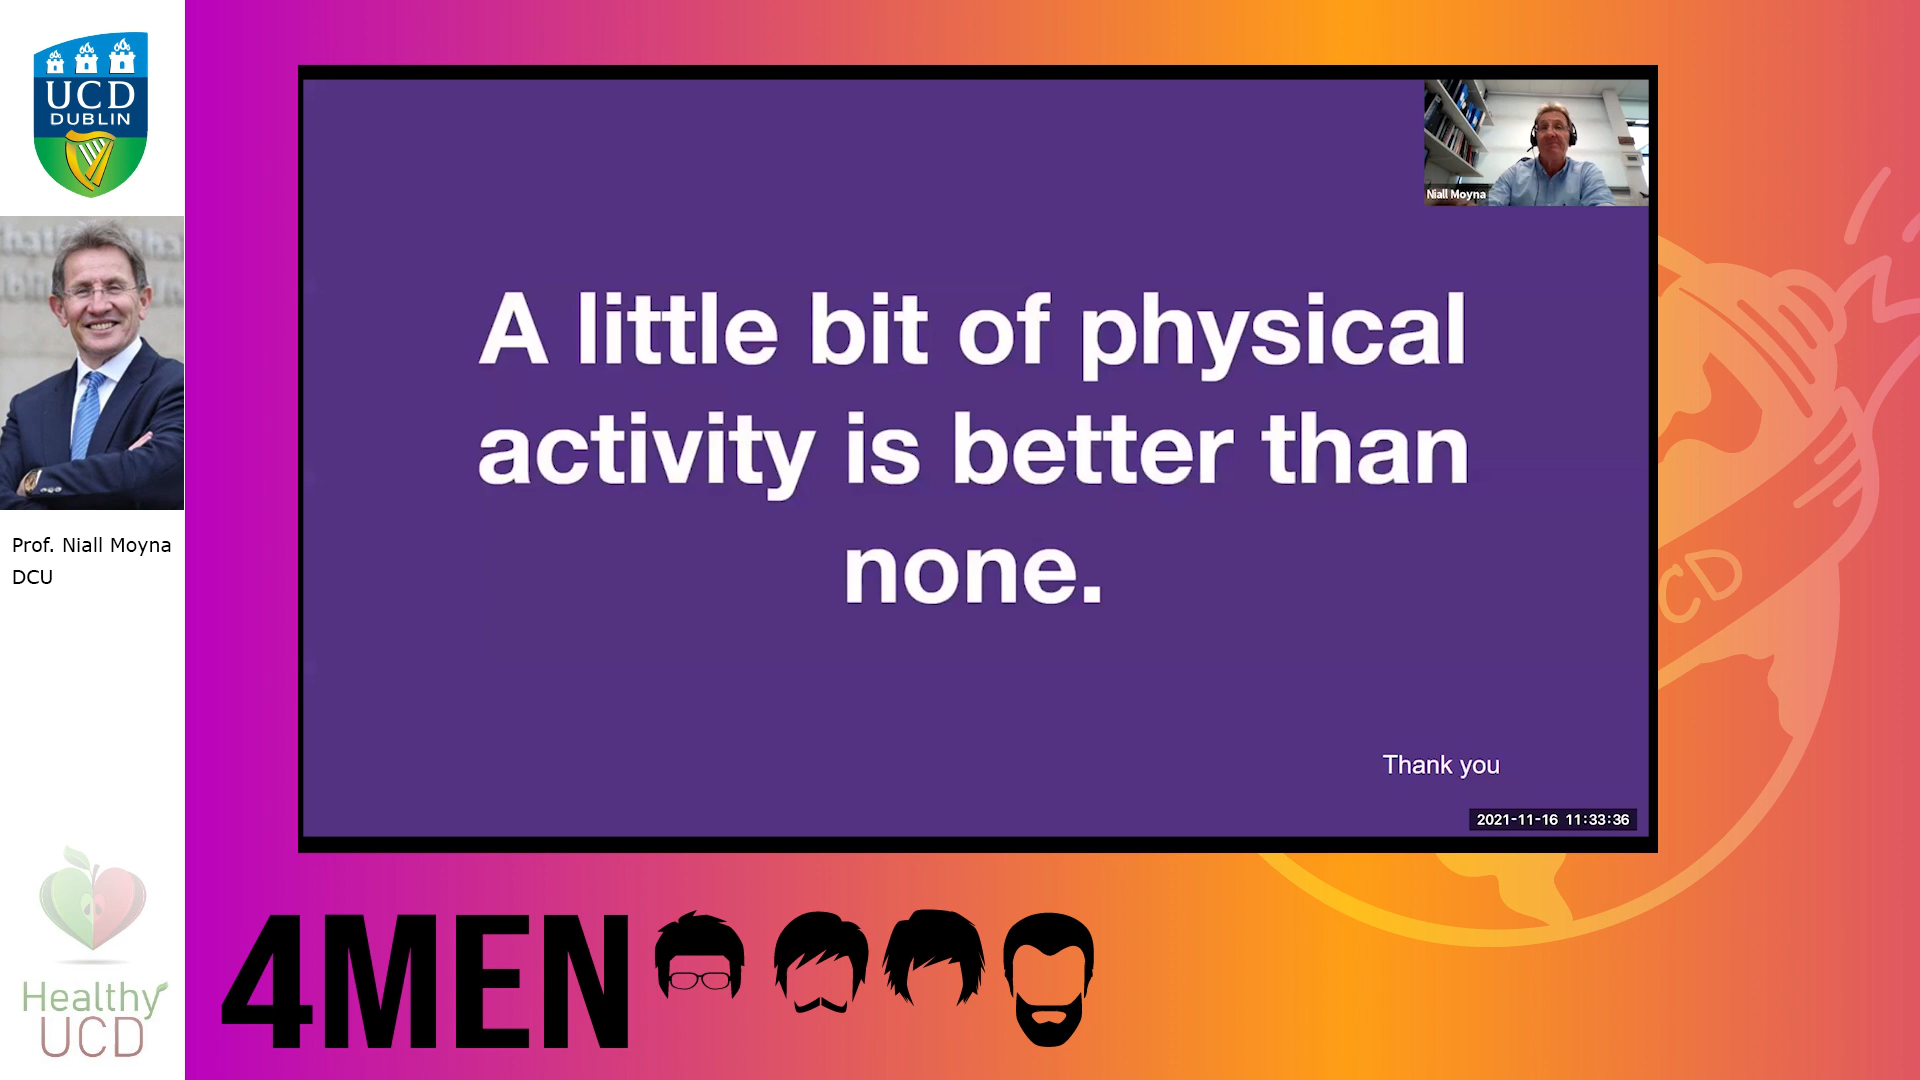 UCD
DUBLIN
Prof. Niall Moyna
DCU
Healthy
UCD
Niall Moyna
A little bit of physical
activity is better than
none.
Thank you
2021-11-16 11:33:36
CD
4MEN